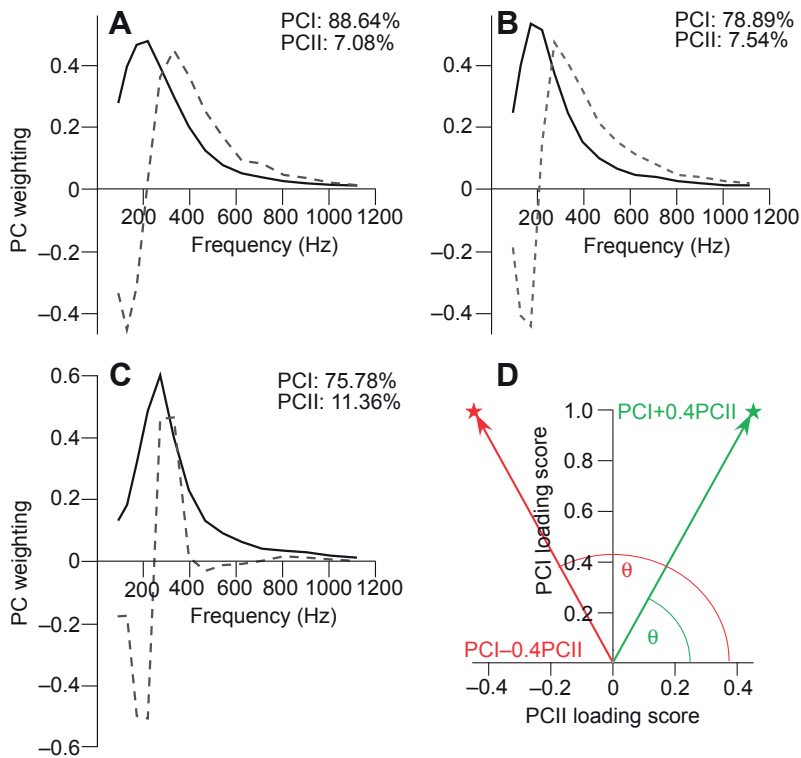 A
PCI: 88.64%
PCII: 7.08%
0.4
0.2
0
–0.2
–0.4
200 400 600 800 1000 1200
Frequency (Hz)
PC weighting
B
PCI: 78.89%
PCII: 7.54%
0.4
0.2
0
–0.2
–0.4
200 400 600 800 1000 1200
Frequency (Hz)
C
PCI: 75.78%
PCII: 11.36%
0.6
0.4
0.2
0
–0.2
–0.4
–0.6
200 400 600 800 1000 1200
Frequency (Hz)
PC weighting
D
PCI+0.4PCII
1.0
0.8
0.6
0.4
0.2
PCI loading score
θ
θ
PCI–0.4PCII
–0.4 –0.2 0 0.2 0.4
PCII loading score